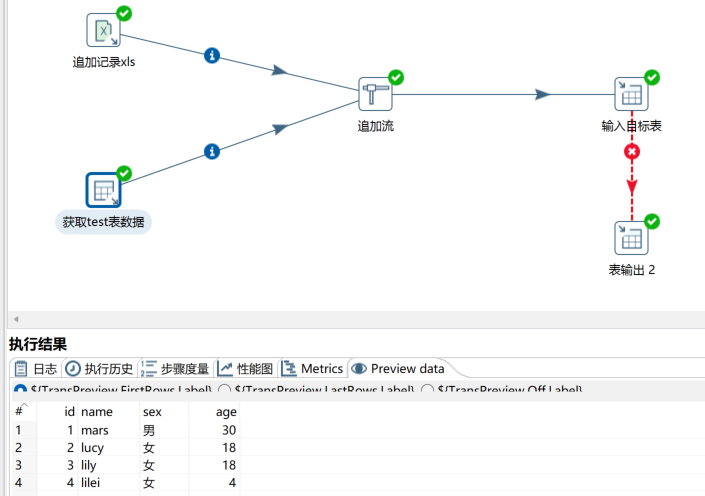 追加记录xls
追加流
输入目标表
获取test表数据
表输出 2
执行结果
日志 执行历史 步骤度量 性能图 Metrics Preview data
${TransPreview.FirstRows.Label} ${TransPreview.LastRows.Label} ${TransPreview.Off.Label}
# id name sex age
1 1 mars 男 30
2 2 lucy 女 18
3 3 lily 女 18
4 4 lilei 女 4